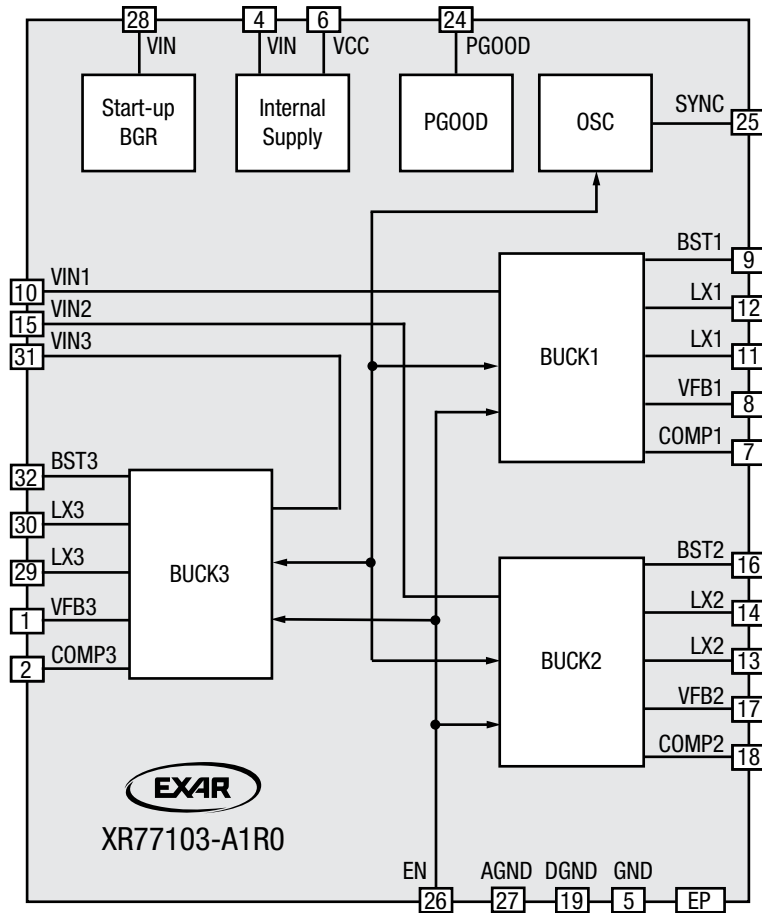 28 4 6 24
VIN VIN VCC PGOOD
Start-up
BGR
Internal
Supply
PGOOD
OSC
SYNC
25
VIN1
10
VIN2
15
VIN3
31
BUCK1
BST1
9
LX1
12
LX1
11
VFB1
8
COMP1
7
BST3
32
LX3
30
LX3
29
VFB3
1
COMP3
2
BUCK3
BUCK2
BST2
16
LX2
14
LX2
13
VFB2
17
COMP2
18
EXAR
XR77103-A1R0
EN AGND DGND GND
26 27 19 5 EP